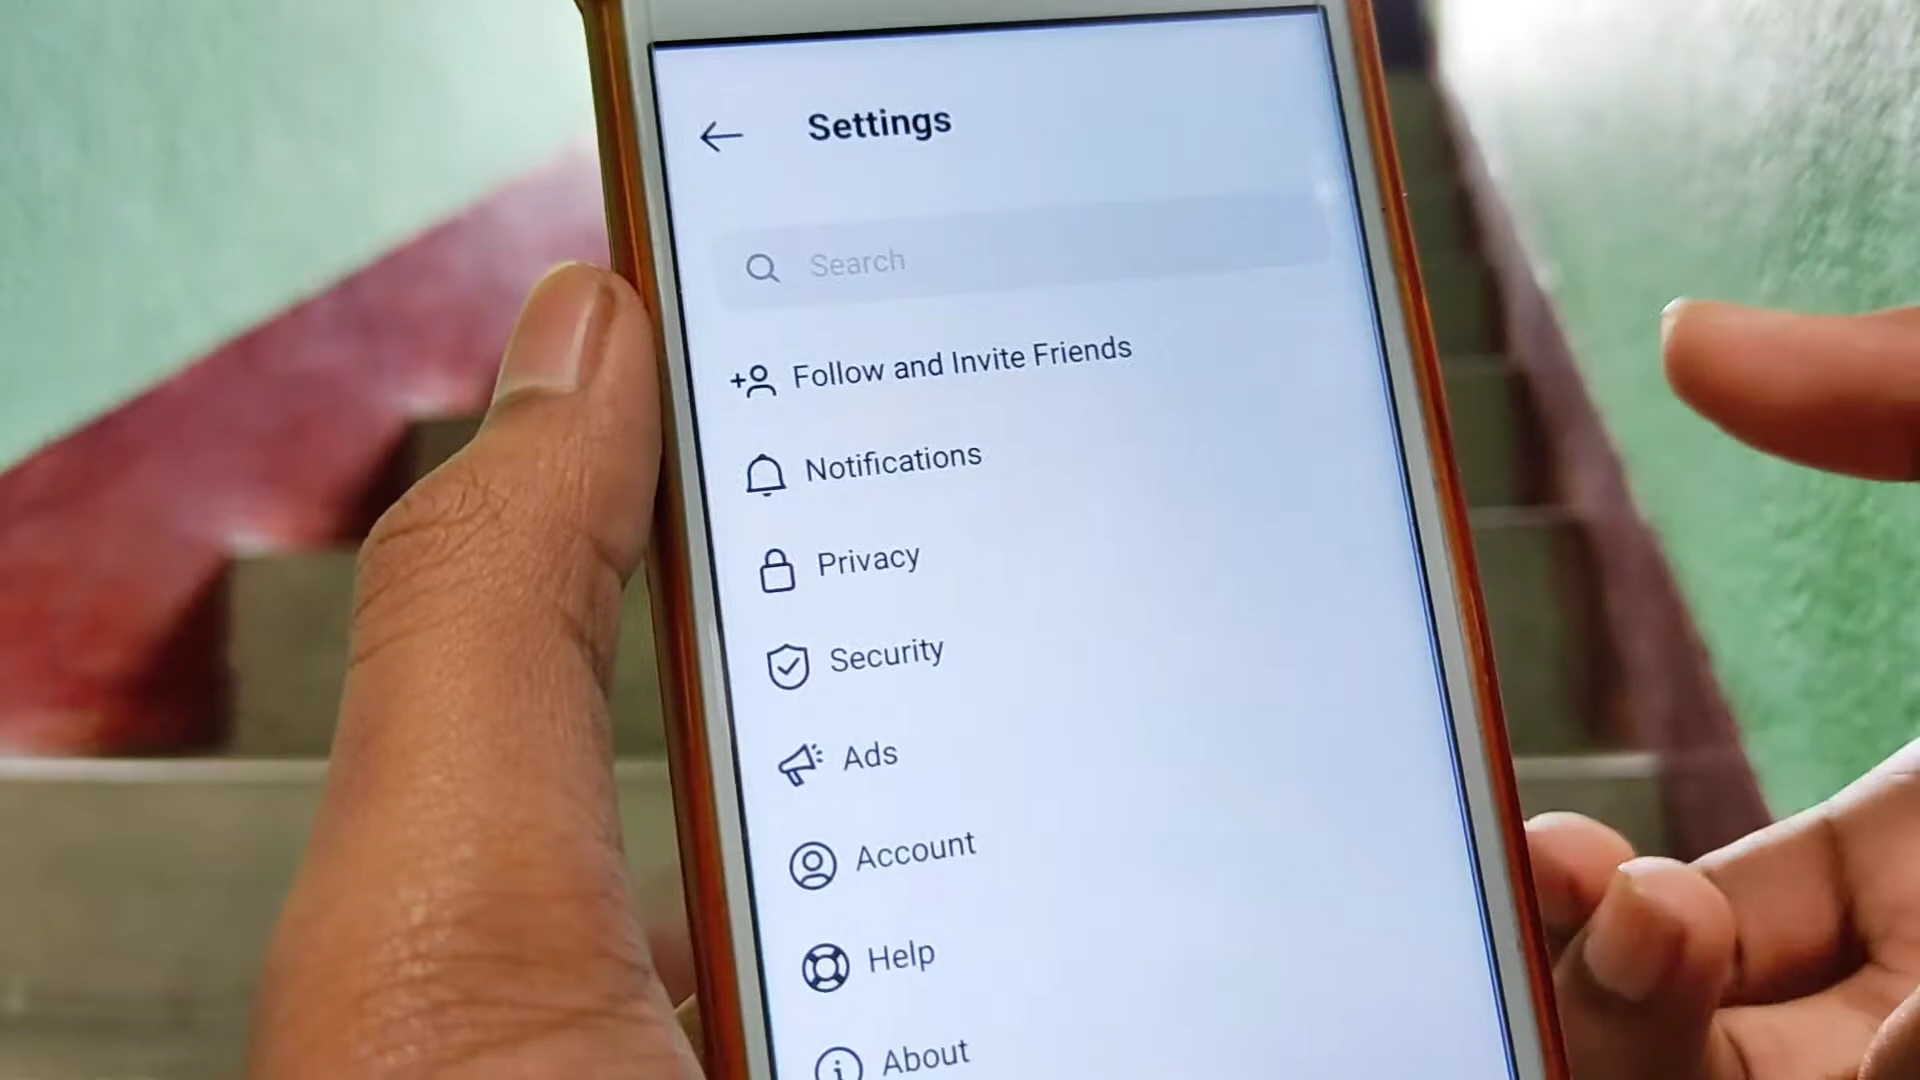 Settings
Search
Follow and Invite Friends
Notifications
Privacy
Security
Ads
Account
Help
About